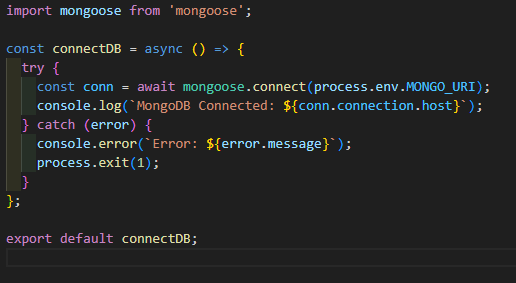 import mongoose from 'mongoose';
const connectDB = async () => {
try {
const conn = await mongoose.connect(process.env.MONGO_URI);
console.log(`MongoDB Connected: ${conn.connection.host}`);
} catch (error) {
console.error(`Error: ${error.message}`);
process.exit(1);
}
};
export default connectDB;